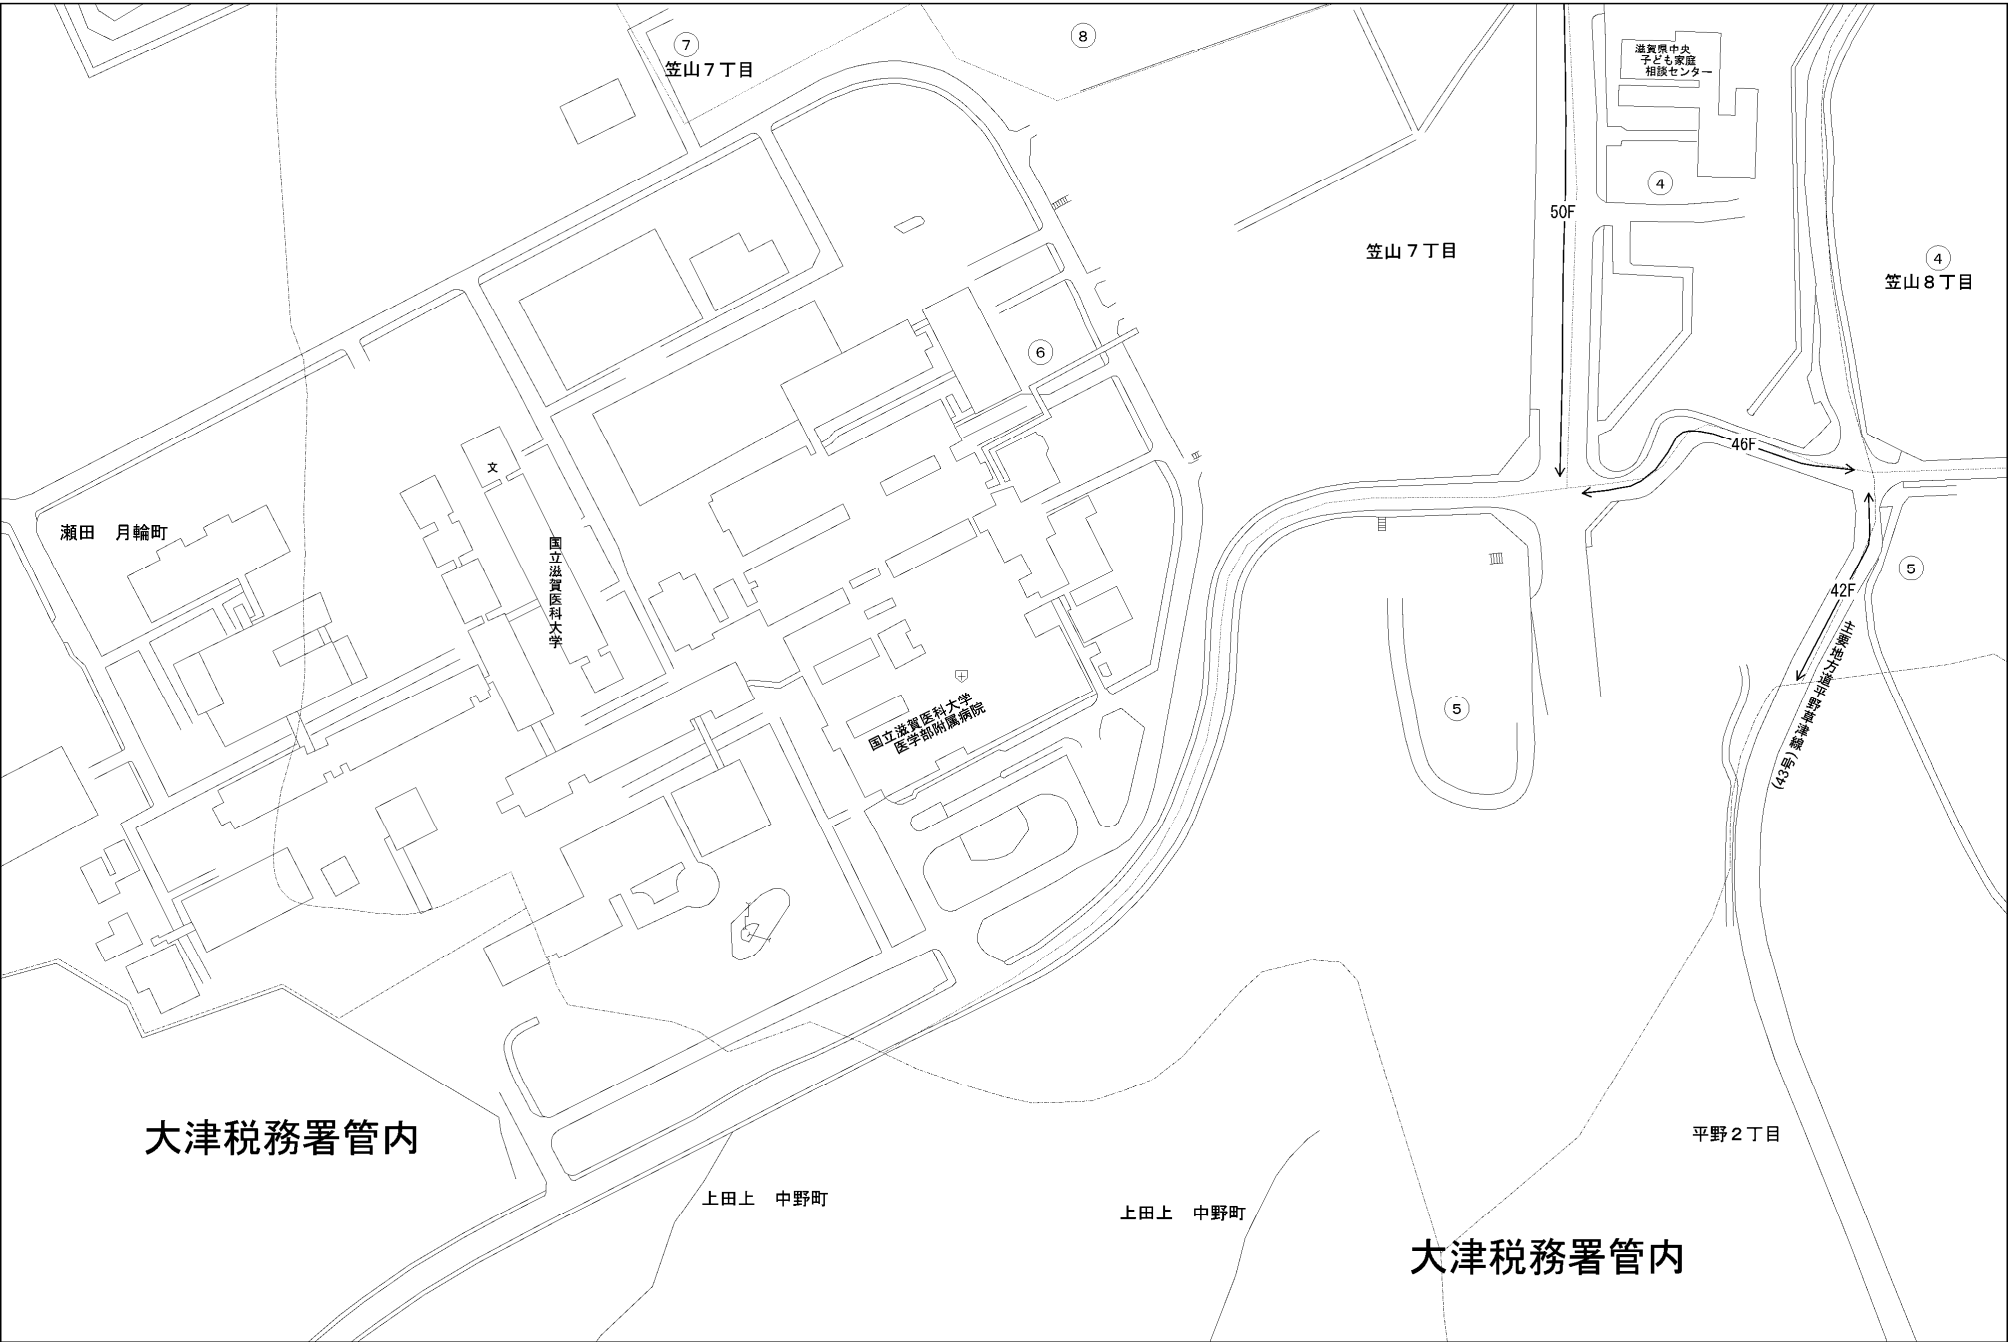 ⑦
笠山７丁目
⑧
滋賀県中央
子ども家庭
相談センター
④
50F
笠山７丁目
④
笠山８丁目
⑥
46F
文
瀬田　月輪町
国立滋賀医科大学
⑤
42F
主要地方道平野草津線
(43号)
国立滋賀医科大学
医学部附属病院
⑤
大津税務署管内
平野２丁目
上田上　中野町
上田上　中野町
大津税務署管内